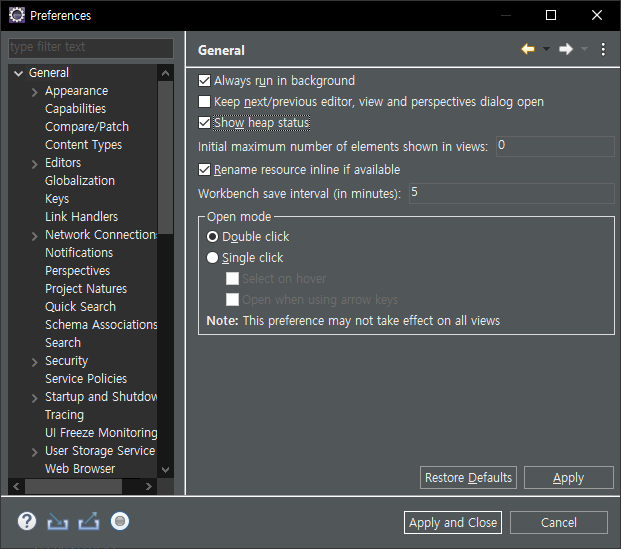 Preferences
type filter text
General
Appearance
Capabilities
Compare/Patch
Content Types
Editors
Globalization
Keys
Link Handlers
Network Connections
Notifications
Perspectives
Project Natures
Quick Search
Schema Associations
Search
Security
Service Policies
Startup and Shutdow
Tracing
UI Freeze Monitoring
User Storage Service
Web Browser
General
Always run in background
Keep next/previous editor, view and perspectives dialog open
Show heap status
Initial maximum number of elements shown in views: 0
Rename resource inline if available
Workbench save interval (in minutes): 5
Open mode
Double click
Single click
Select on hover
Open when using arrow keys
Note: This preference may not take effect on all views
Restore Defaults Apply
? Apply and Close Cancel